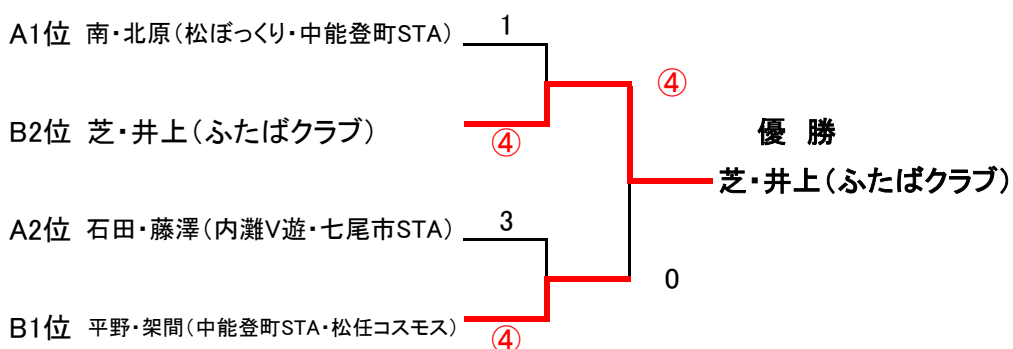 A1位 南・北原（松ぼっくり・中能登町STA） 1
④
B2位 芝・井上（ふたばクラブ） ④
優 勝
芝・井上（ふたばクラブ）
A2位 石田・藤澤（内灘V遊・七尾市STA） 3
0
B1位 平野・架間（中能登町STA・松任コスモス） ④